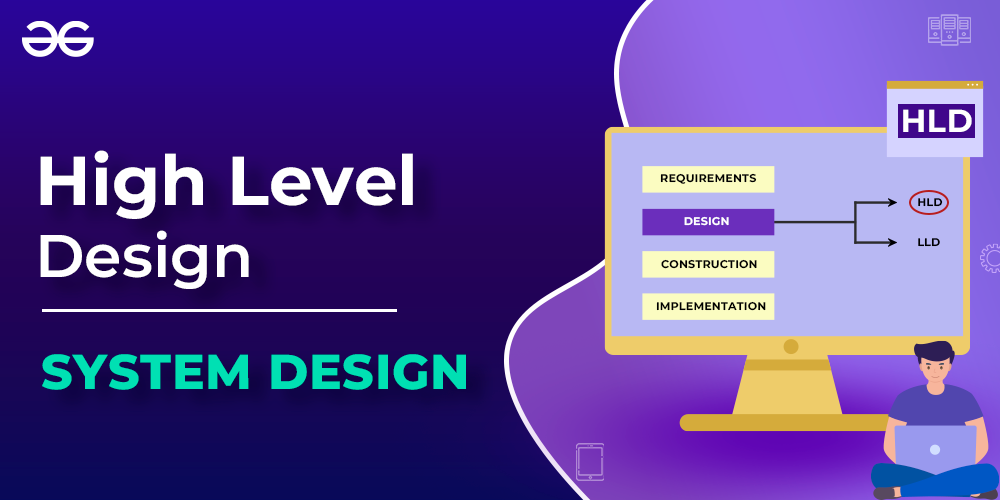 High Level
Design
SYSTEM DESIGN
HLD
REQUIREMENTS
DESIGN
CONSTRUCTION
IMPLEMENTATION
HLD
LLD